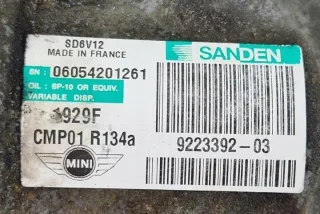 SD6V12
MADE IN FRANCE
SANDEN
SN: 06054201261
OIL: SP-10 OR EQUIV.
VARIABLE DISP.
1929F
CMP01 R134a
MINI
9223392-03